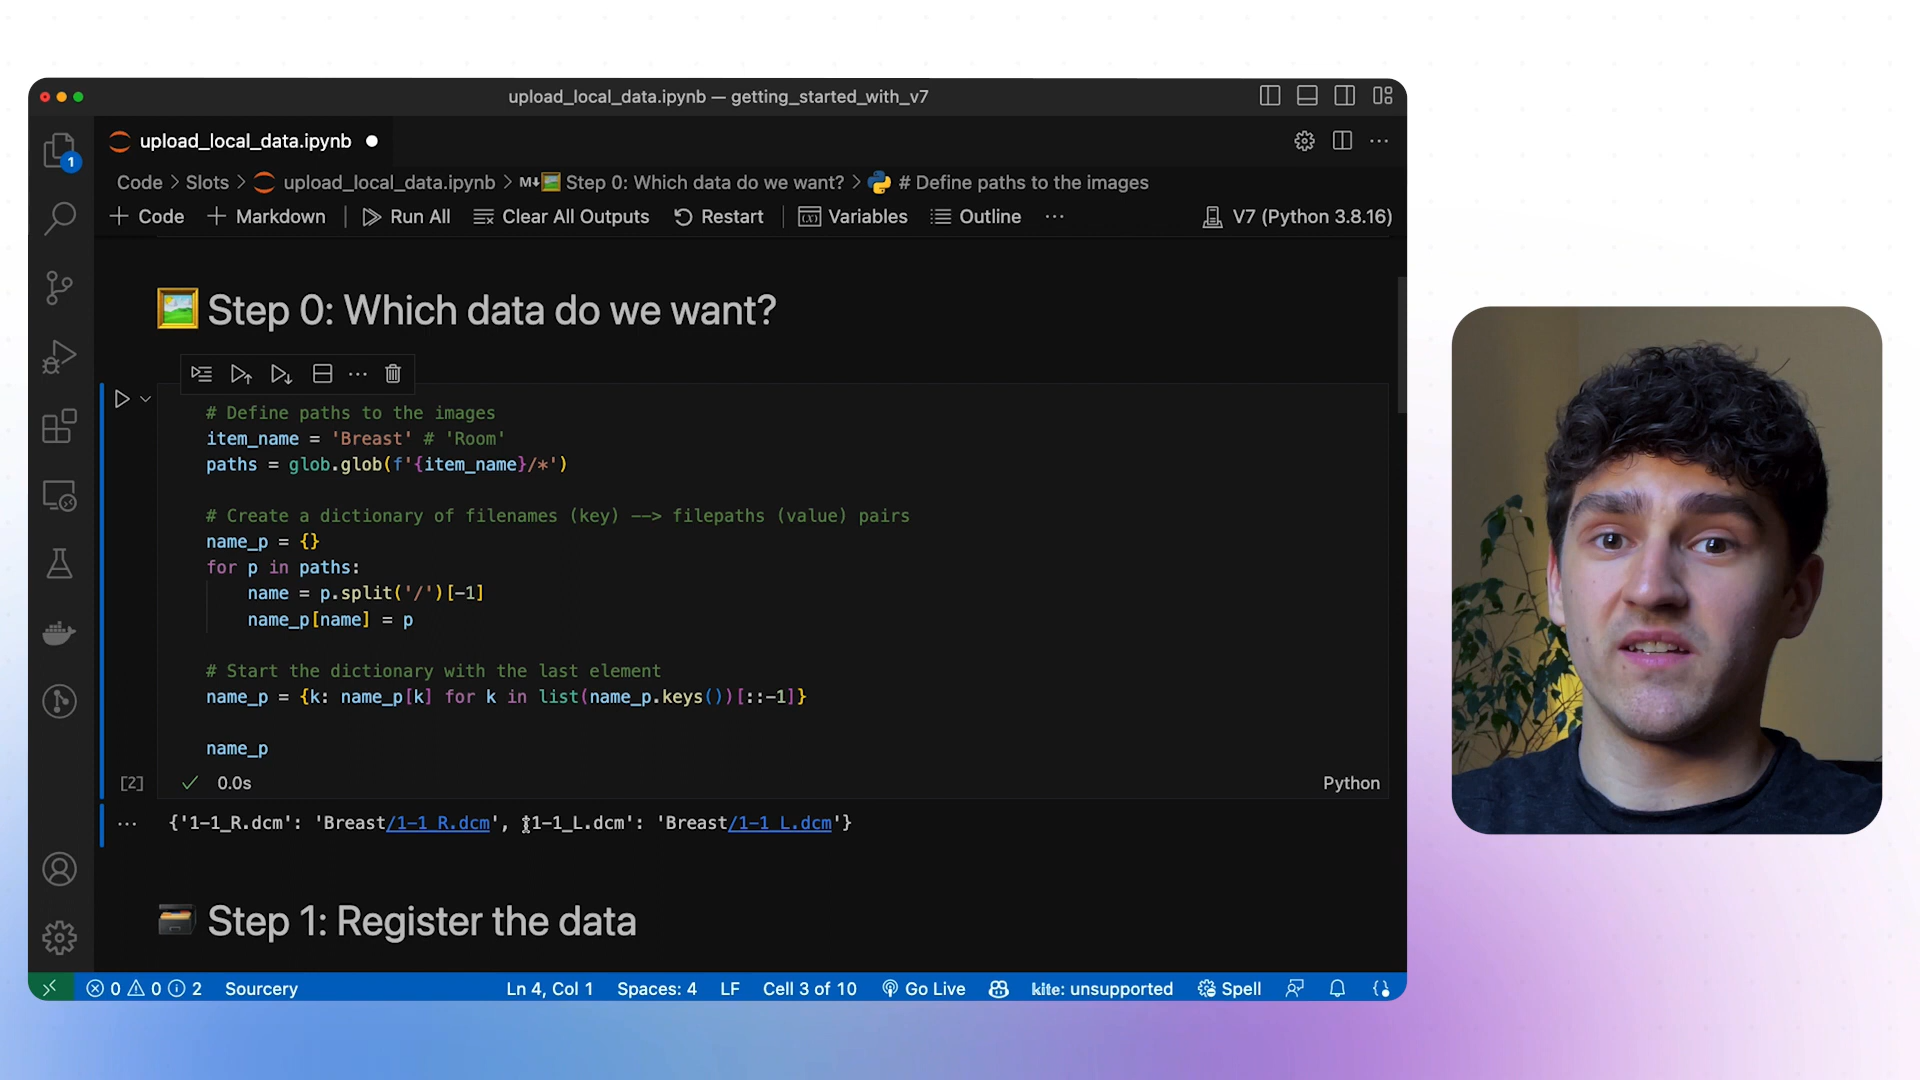 upload_local_data.ipynb — getting_started_with_v7
1
upload_local_data.ipynb
Code > Slots > upload_local_data.ipynb > M↓ Step 0: Which data do we want? > # Define paths to the images
+ Code + Markdown | Run All Clear All Outputs Restart | Variables Outline ··· V7 (Python 3.8.16)
Step 0: Which data do we want?
# Define paths to the images
item_name = 'Breast' # 'Room'
paths = glob.glob(f'{item_name}/*')
# Create a dictionary of filenames (key) --> filepaths (value) pairs
name_p = {}
for p in paths:
name = p.split('/')[-1]
name_p[name] = p
# Start the dictionary with the last element
name_p = {k: name_p[k] for k in list(name_p.keys())[::-1]}
name_p
[2] ✓ 0.0s Python
··· {'1-1_R.dcm': 'Breast/1-1_R.dcm', '1-1_L.dcm': 'Breast/1-1_L.dcm'}
Step 1: Register the data
0 0 2 Sourcery Ln 4, Col 1 Spaces: 4 LF Cell 3 of 10 Go Live kite: unsupported Spell